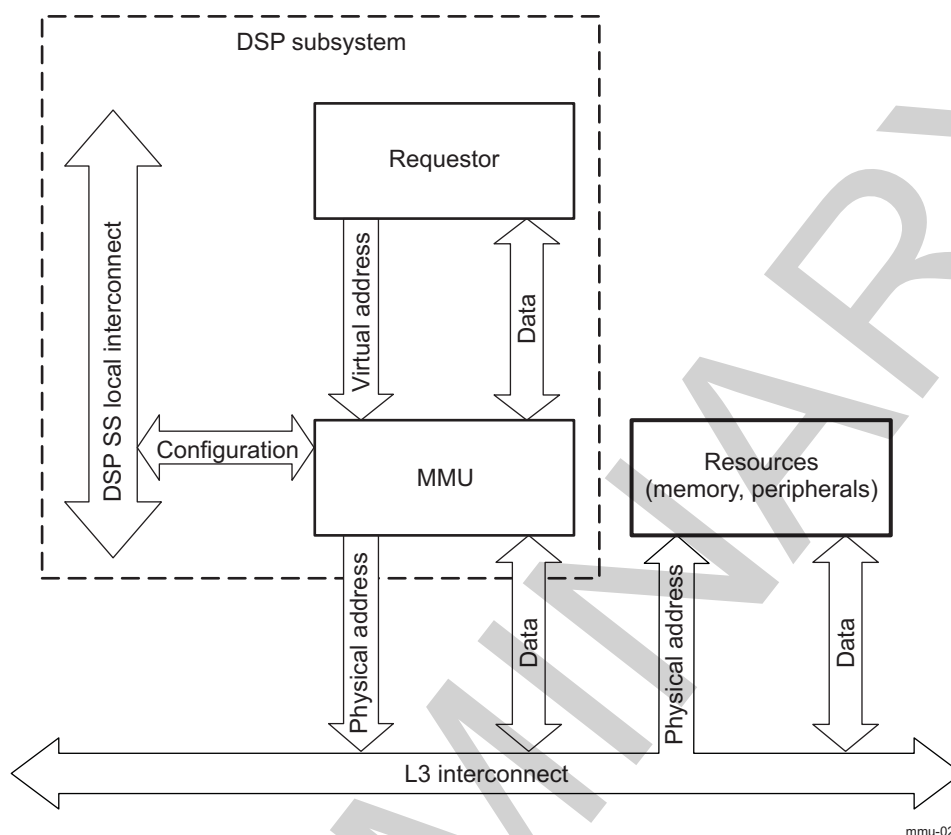 DSP subsystem
Requestor
DSP SS local interconnect
Virtual address
Data
Configuration
MMU
Resources
(memory, peripherals)
Physical address
Data
Physical address
Data
L3 interconnect